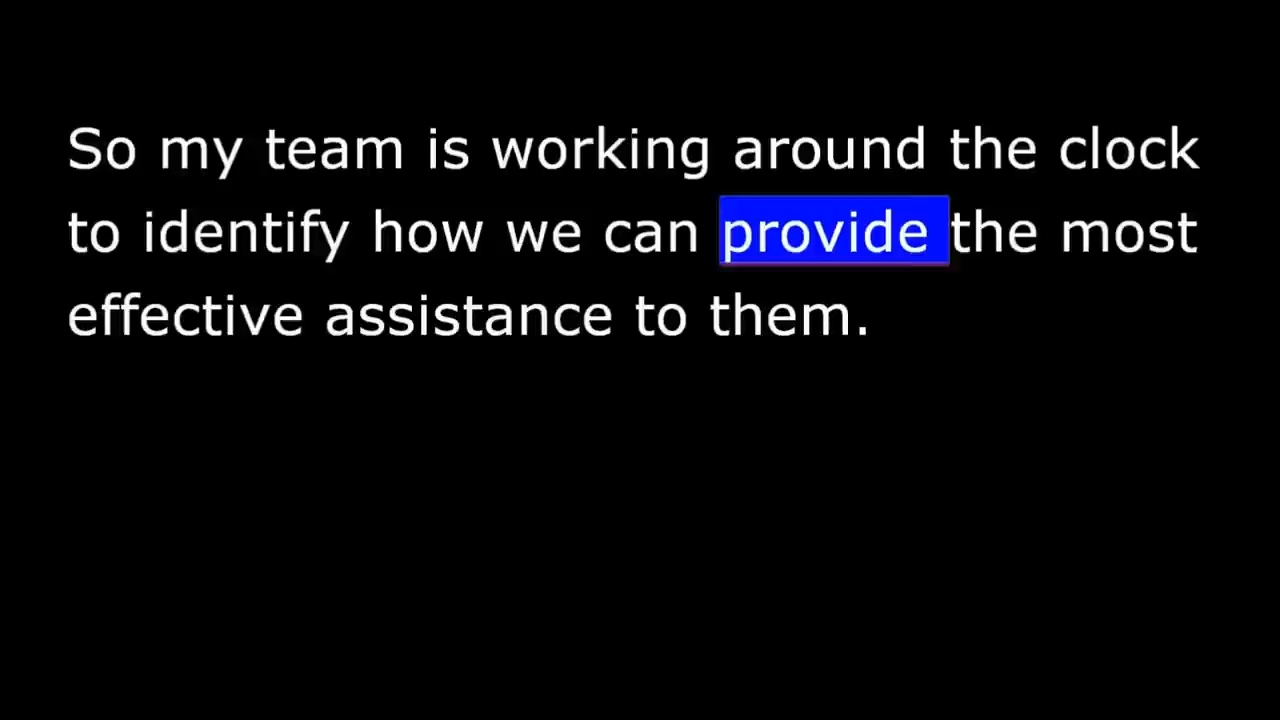 So my team is working around the clock
to identify how we can provide the most
effective assistance to them.